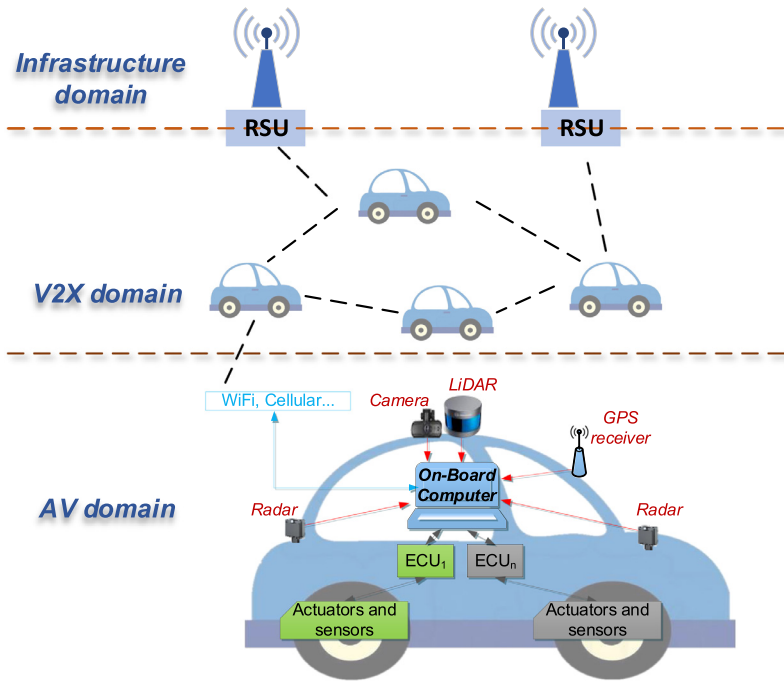 Infrastructure
domain
RSU
RSU
V2X domain
WiFi, Cellular...
Camera
LiDAR
GPS
receiver
On-Board
Computer
AV domain
Radar
Radar
ECU₁
ECUₙ
Actuators and
sensors
Actuators and
sensors